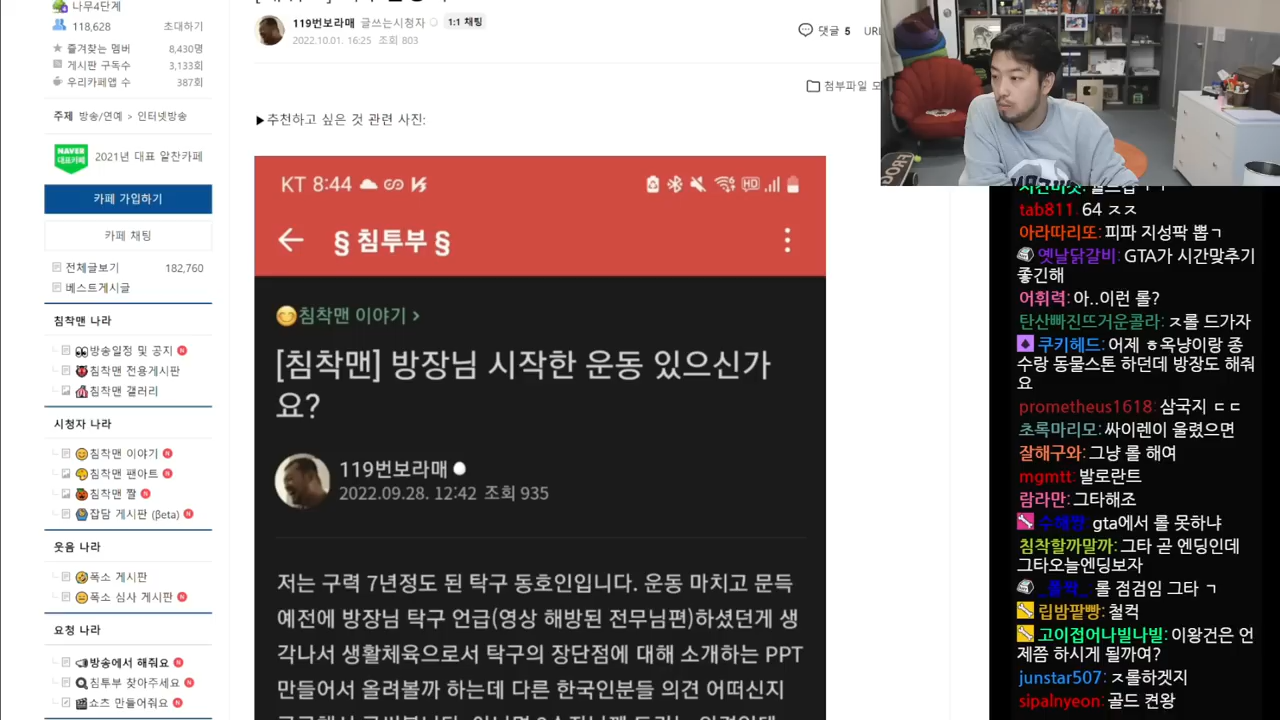 나무4단계
118,628 초대하기
즐겨찾는 멤버 8,430명
게시판 구독수 3,133회
우리카페앱 수 387회
주제 방송/연예 > 인터넷방송
NAVER 대표카페 2021년 대표 알찬카페
카페 가입하기
카페 채팅
전체글보기 182,760
베스트게시글
침착맨 나라
방송일정 및 공지 N
침착맨 전용게시판
침착맨 갤러리
시청자 나라
침착맨 이야기 N
침착맨 팬아트 N
침착맨 짤 N
잡담 게시판 (βeta) N
웃음 나라
폭소 게시판
폭소 심사 게시판 N
요청 나라
방송에서 해줘요 N
침투부 찾아주세요 N
쇼츠 만들어줘요 N
119번보라매 글쓰는시청자 1:1 채팅
2022.10.01. 16:25 조회 803
댓글 5
첨부파일
▶추천하고 싶은 것 관련 사진:
KT 8:44 HD
§ 침투부 §
침착맨 이야기 >
[침착맨] 방장님 시작한 운동 있으신가
요?
119번보라매
2022.09.28. 12:42 조회 935
저는 구력 7년정도 된 탁구 동호인입니다. 운동 마치고 문득
예전에 방장님 탁구 언급(영상 해방된 전무님편)하셨던게 생
각나서 생활체육으로서 탁구의 장단점에 대해 소개하는 PPT
만들어서 올려볼까 하는데 다른 한국인분들 의견 어떠신지
tab811: 64 ㅈㅈ
아라따리또: 피파 지성팍 뽑ㄱ
옛날닭갈비: GTA가 시간맞추기
좋긴해
어휘력: 아..이런 롤?
탄산빠진뜨거운콜라: ㅈ롤 드가자
쿠키헤드: 어제 ㅎ옥냥이랑 종
수랑 동물스톤 하던데 방장도 해줘
요
prometheus1618: 삼국지 ㄷㄷ
초록마리모: 싸이렌이 울렸으면
잘해구와: 그냥 롤 해여
mgmtt: 발로란트
람라만: 그타해조
수해쨩: gta에서 롤 못하냐
침착할까말까: 그타 곧 엔딩인데
그타오늘엔딩보자
롤 점검임 그타 ㄱ
립밤팥빵: 철컥
고이접어나빌나빌: 이왕건은 언
제쯤 하시게 될까여?
junstar507: ㅈ롤하겟지
sipalnyeon: 골드 켠왕